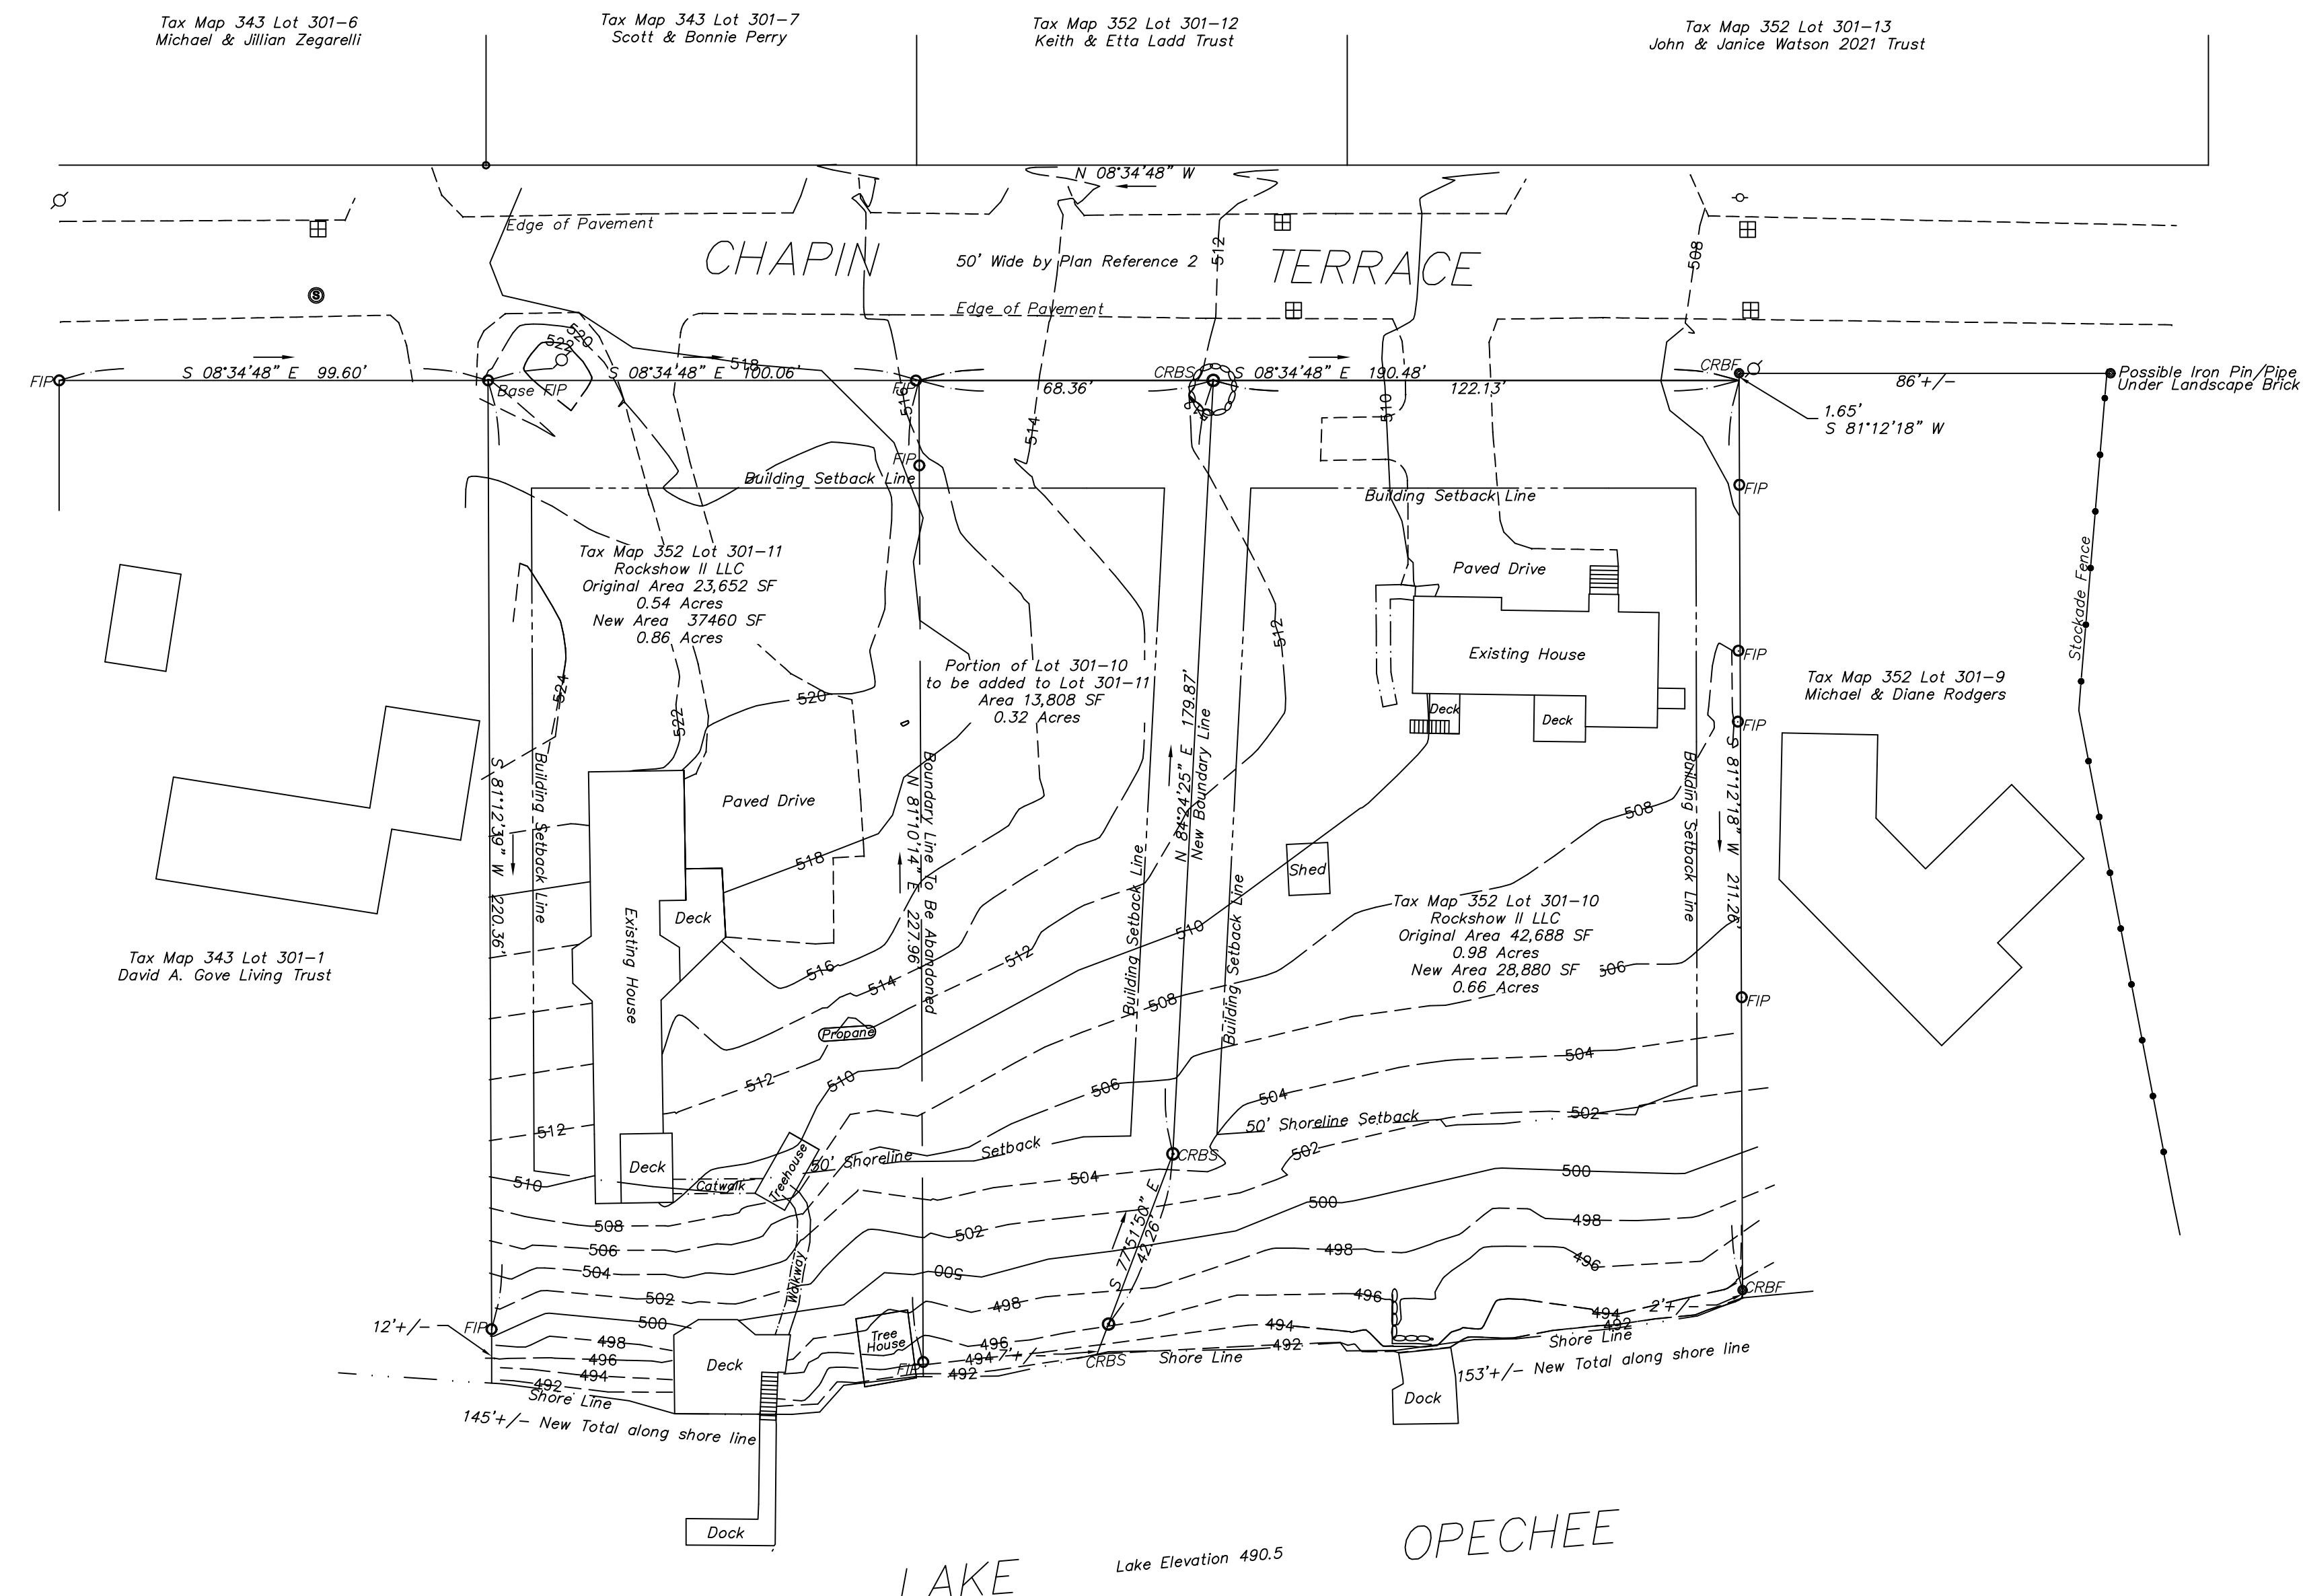 Tax Map 343 Lot 301-6
Michael & Jillian Zegarelli
Tax Map 343 Lot 301-7
Scott & Bonnie Perry
Tax Map 352 Lot 301-12
Keith & Etta Ladd Trust
Tax Map 352 Lot 301-13
John & Janice Watson 2021 Trust
N 08°34'48" W
Edge of Pavement
CHAPIN
50' Wide by Plan Reference 2
512
TERRACE
508
S
Edge of Pavement
520
522
518
FIP
S 08°34'48" E 99.60'
Base FIP
S 08°34'48" E 100.06'
FIP
516
68.36'
CRBS
S 08°34'48" E 190.48'
122.13'
CRBF
86'+/-
Possible Iron Pin/Pipe
Under Landscape Brick
1.65'
S 81°12'18" W
514
510
FIP
Building Setback Line
Building Setback Line
FIP
Tax Map 352 Lot 301-11
Rockshow II LLC
Original Area 23,652 SF
0.54 Acres
New Area 37460 SF
0.86 Acres
Paved Drive
Stockade Fence
512
Existing House
FIP
Portion of Lot 301-10
to be added to Lot 301-11
Area 13,808 SF
0.32 Acres
Tax Map 352 Lot 301-9
Michael & Diane Rodgers
524
522
520
Deck
Deck
FIP
N 84°24'25" E 179.87'
New Boundary Line
S 81°12'39" W 220.36'
Building Setback Line
Paved Drive
N 81°10'14" E 227.96'
Boundary Line To Be Abandoned
518
508
Building Setback Line
S 81°12'18" W 211.26'
Shed
Deck
Existing House
Building Setback Line
Building Setback Line
510
Tax Map 352 Lot 301-10
Rockshow II LLC
Original Area 42,688 SF
0.98 Acres
New Area 28,880 SF
0.66 Acres
506
Tax Map 343 Lot 301-1
David A. Gove Living Trust
516
514
512
508
FIP
Propane
504
512
510
506
504
502
50' Shoreline Setback
512
Setback
50' Shoreline
CRBS
502
Deck
Catwalk
Treehouse
510
504
500
500
S 77°51'50" E
42.26'
508
502
498
506
498
496
504
500
Walkway
CRBF
502
498
496
2'+/-
12'+/-
FIP
500
494
494
492
Tree
House
498
496
492
Shore Line
496
Deck
494
7'+/-
CRBS
Shore Line
494
FIP
492
153'+/- New Total along shore line
492
Shore Line
Dock
145'+/- New Total along shore line
Dock
LAKE
Lake Elevation 490.5
OPECHEE